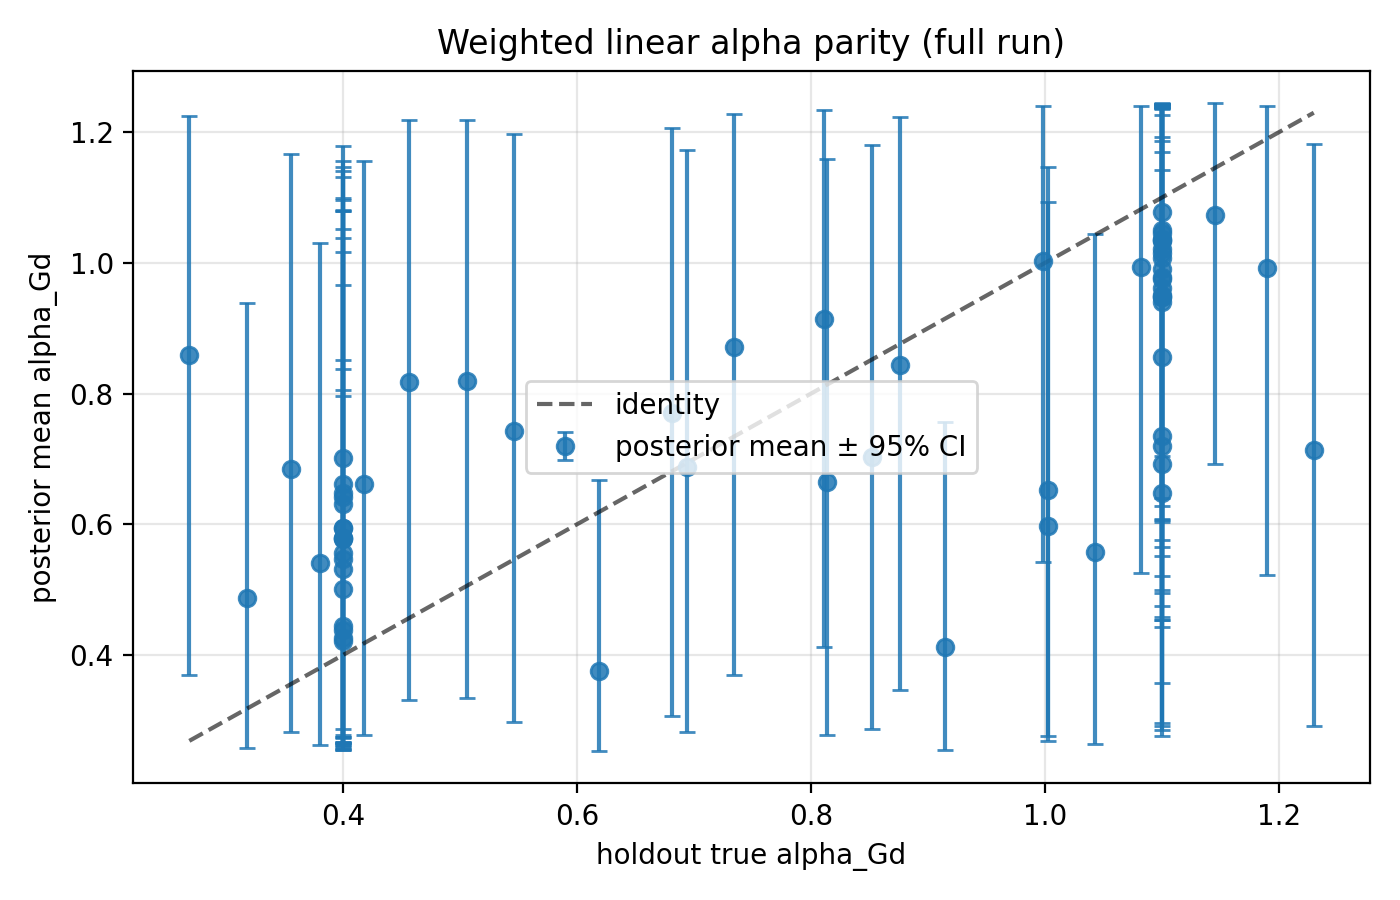 Weighted linear alpha parity (full run)
posterior mean alpha_Gd
1.2
1.0
0.8
0.6
0.4
identity
posterior mean ± 95% CI
0.4 0.6 0.8 1.0 1.2
holdout true alpha_Gd